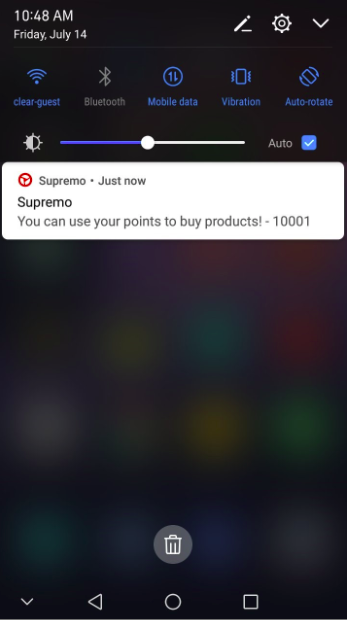 10:48 AM
Friday, July 14
clear-guest
Bluetooth
Mobile data
Vibration
Auto-rotate
Auto
Supremo • Just now
Supremo
You can use your points to buy products! - 10001